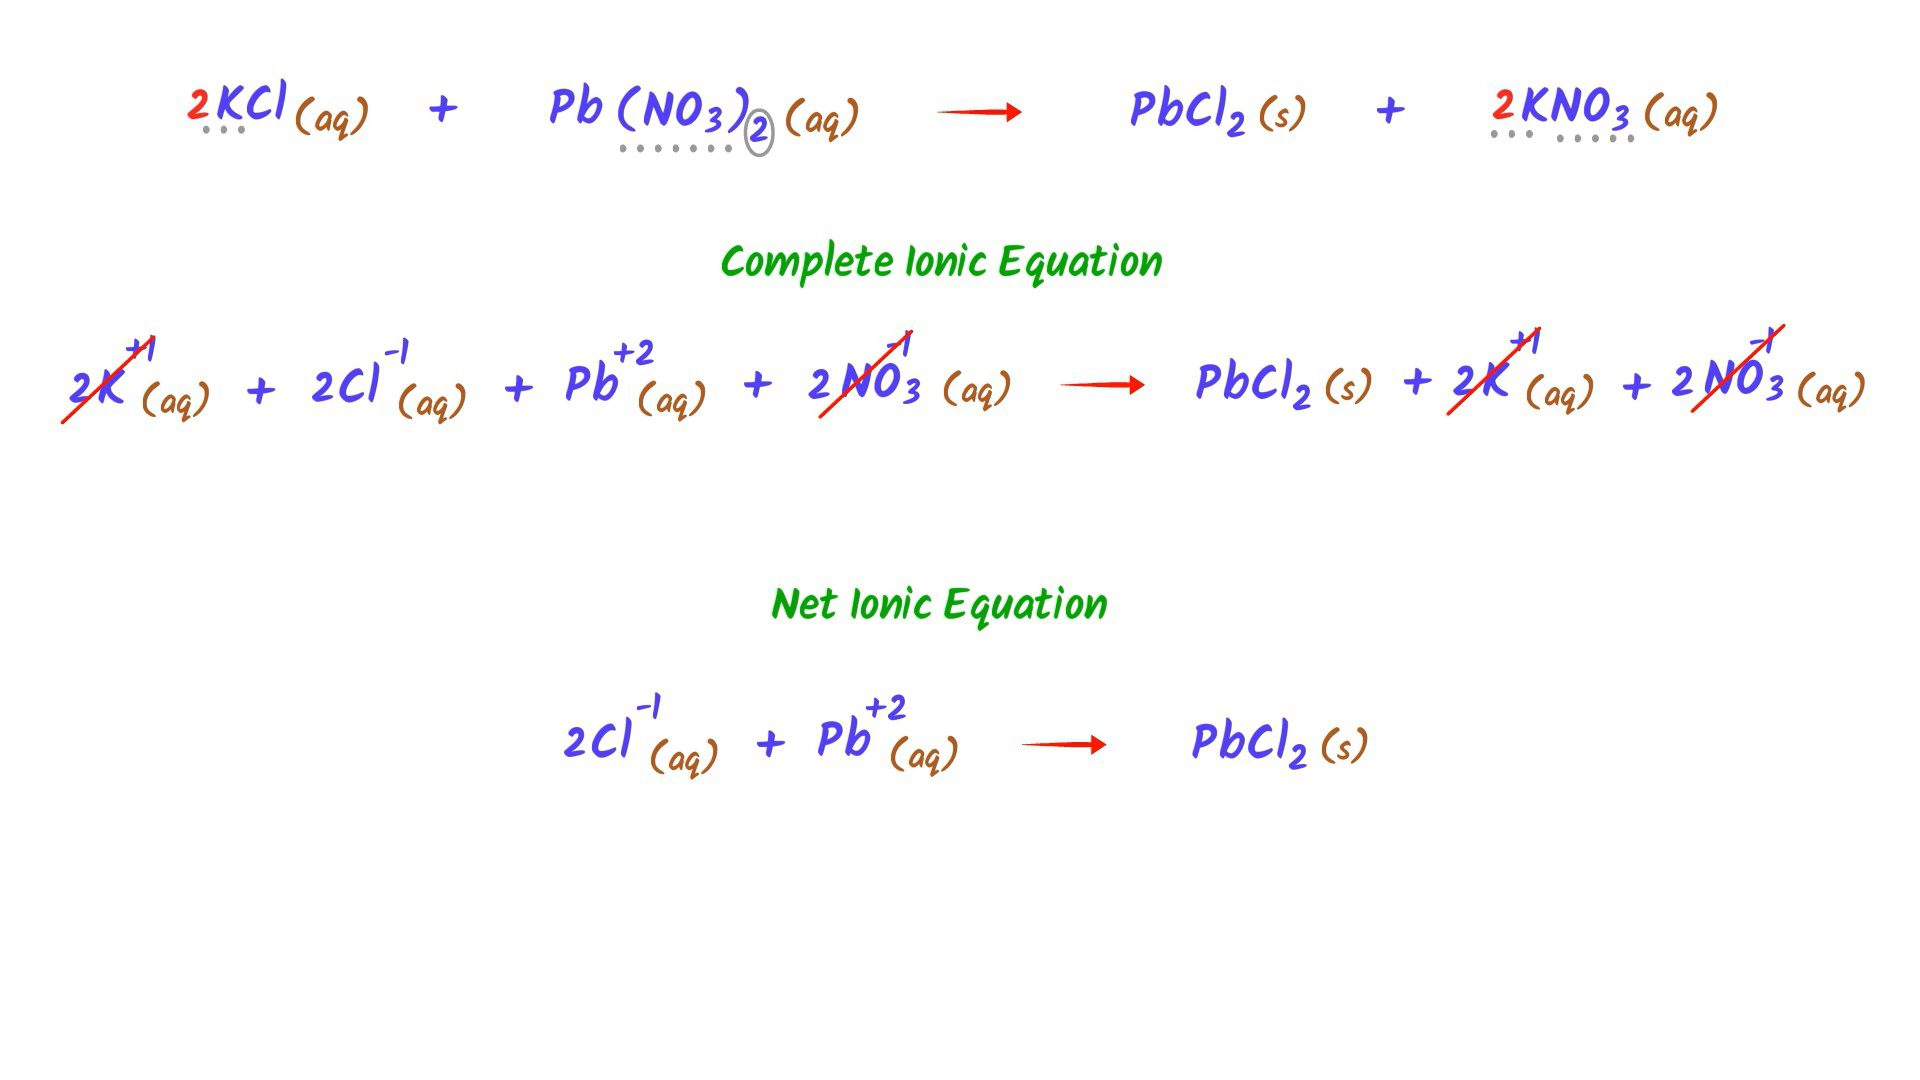 2KCl (aq) + Pb(NO₃)₂ (aq) → PbCl₂ (s) + 2KNO₃ (aq)
Complete Ionic Equation
2K⁺¹ (aq) + 2Cl⁻¹ (aq) + Pb⁺² (aq) + 2NO₃⁻¹ (aq) → PbCl₂ (s) + 2K⁺¹ (aq) + 2NO₃⁻¹ (aq)
Net Ionic Equation
2Cl⁻¹ (aq) + Pb⁺² (aq) → PbCl₂ (s)